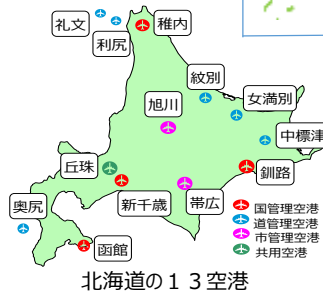 礼文
利尻
稚内
紋別
女満別
旭川
中標津
丘珠
釧路
新千歳
帯広
奥尻
函館
国管理空港
道管理空港
市管理空港
共用空港
北海道の１３空港